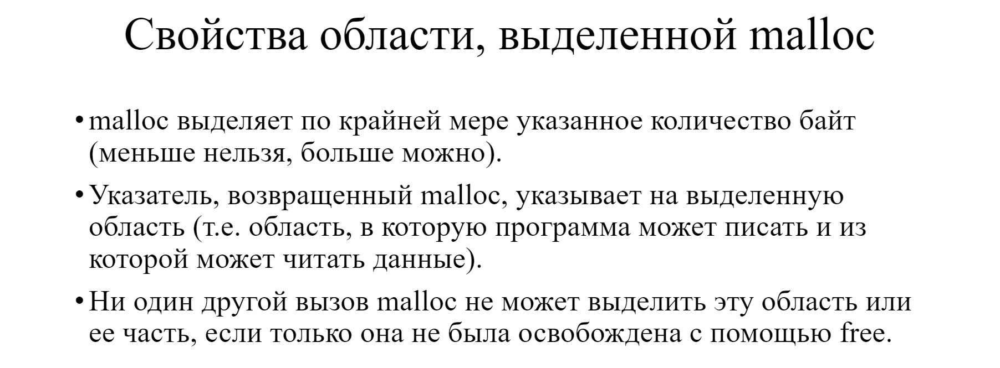 Свойства области, выделенной malloc
• malloc выделяет по крайней мере указанное количество байт
(меньше нельзя, больше можно).
• Указатель, возвращенный malloc, указывает на выделенную
область (т.е. область, в которую программа может писать и из
которой может читать данные).
• Ни один другой вызов malloc не может выделить эту область или
ее часть, если только она не была освобождена с помощью free.